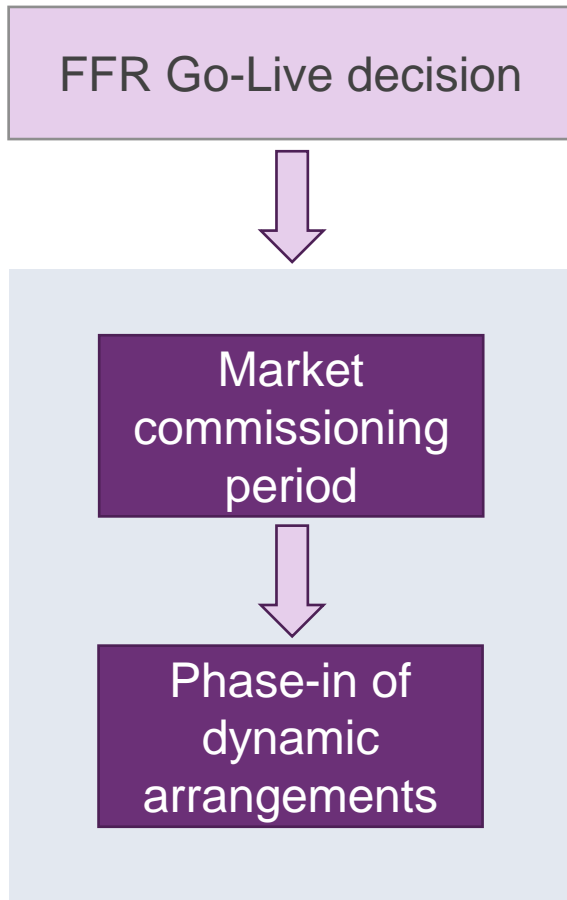 FFR Go-Live decision
Market
commissioning
period
Phase-in of
dynamic
arrangements